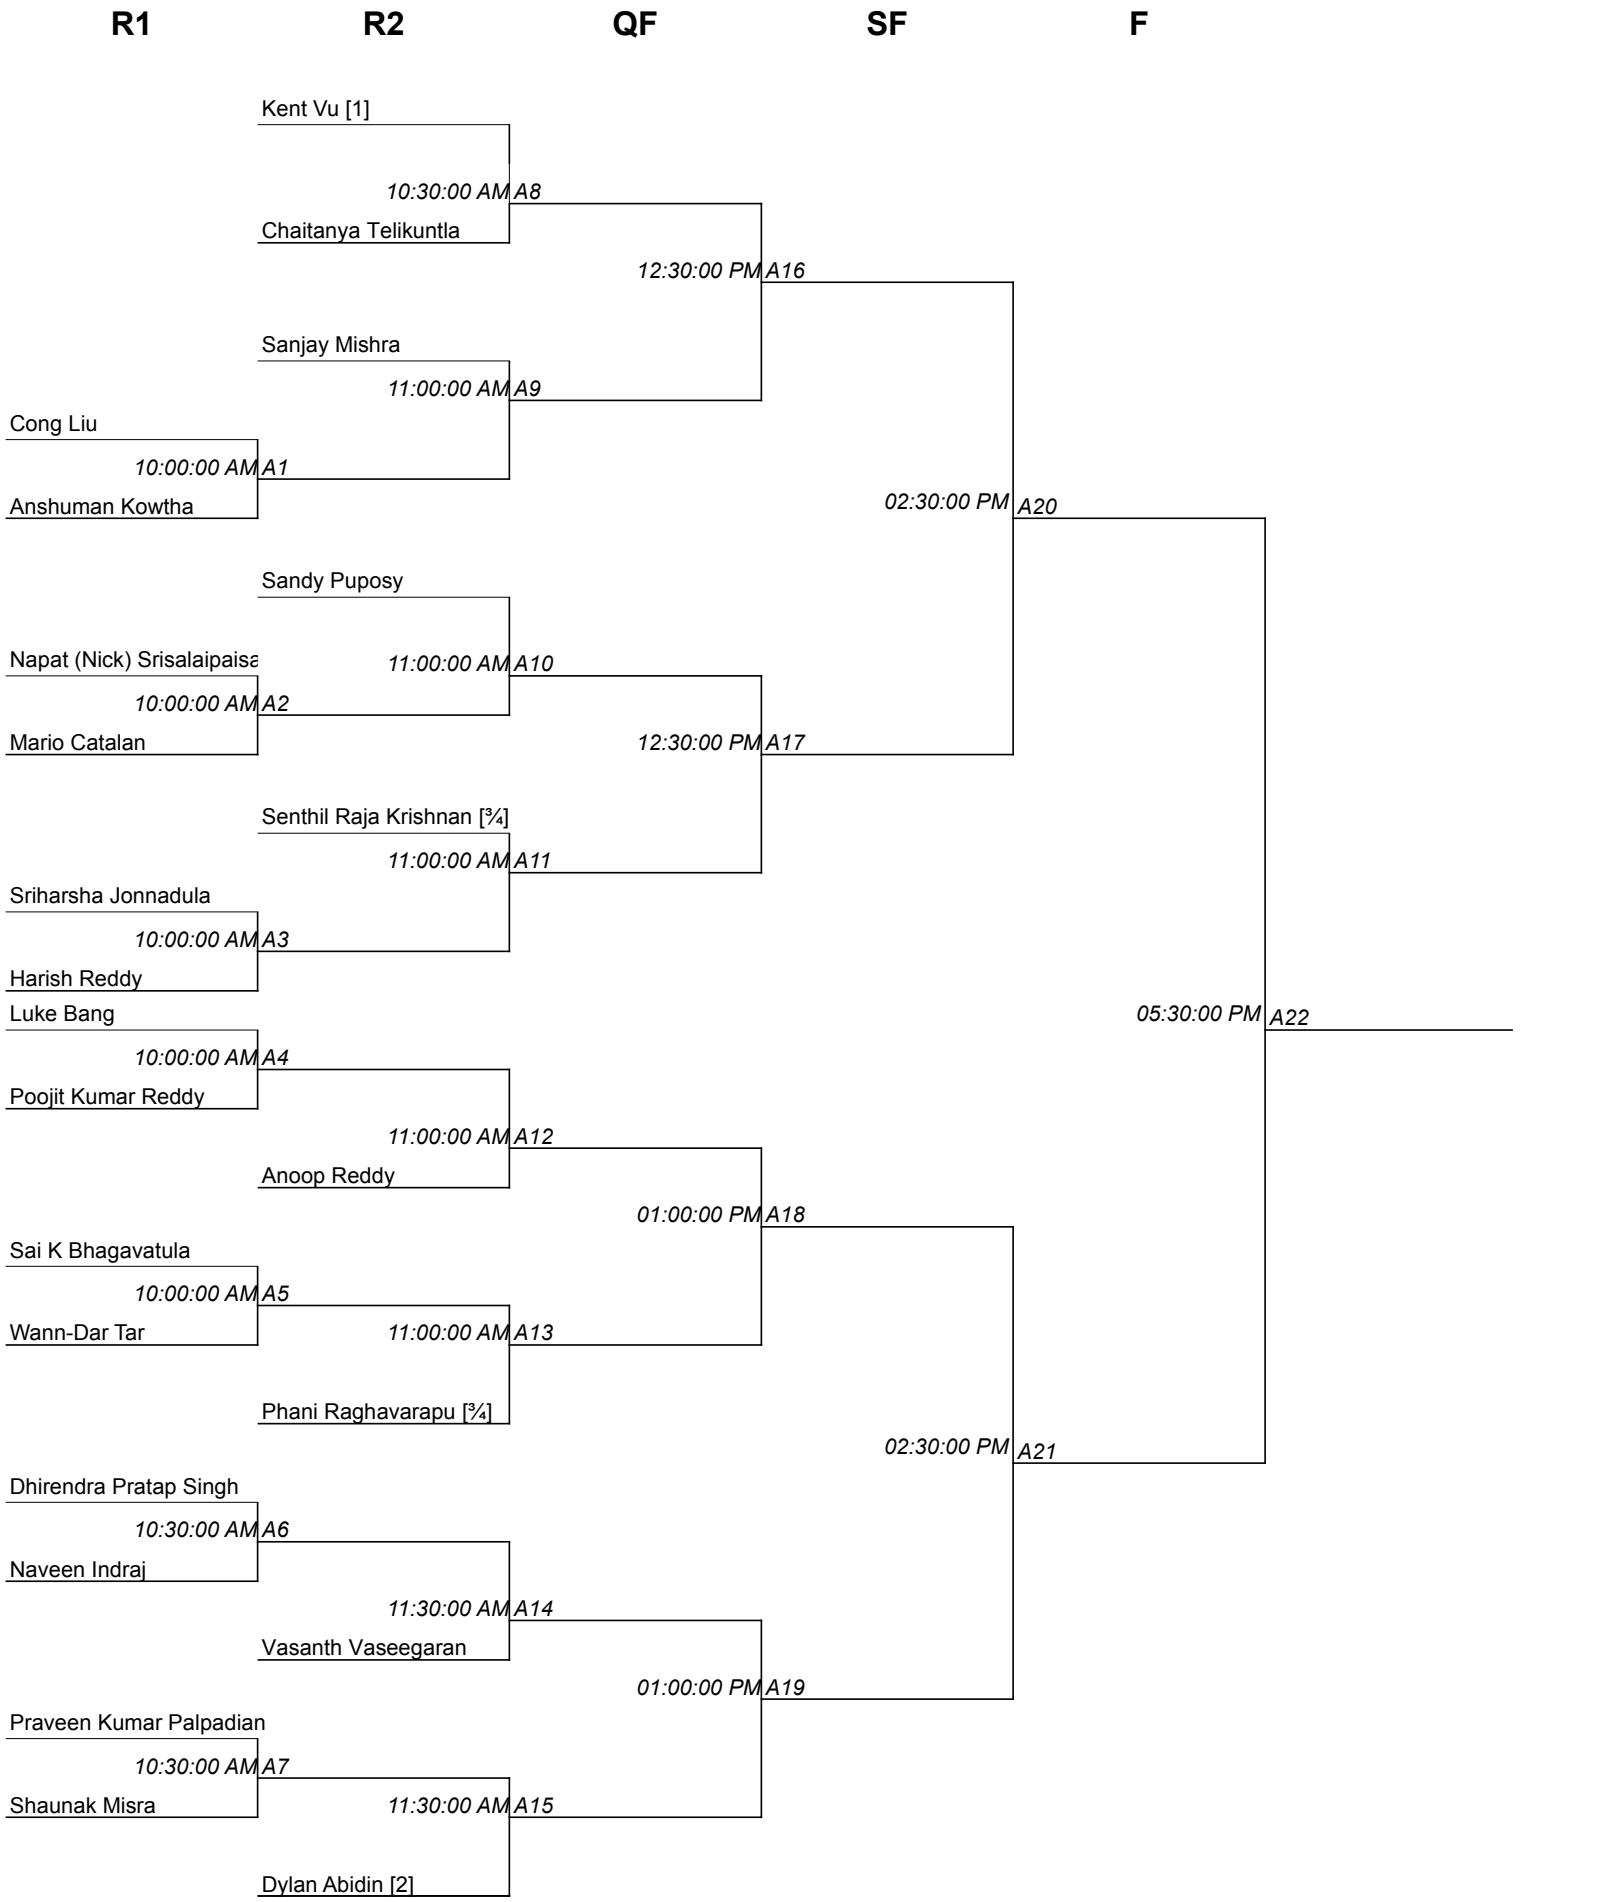 R1 R2 QF SF F
Kent Vu [1]
10:30:00 AM A8
Chaitanya Telikuntla
12:30:00 PM A16
Sanjay Mishra
11:00:00 AM A9
Cong Liu
10:00:00 AM A1
02:30:00 PM A20
Anshuman Kowtha
Sandy Puposy
Napat (Nick) Srisalaipaisa 11:00:00 AM A10
10:00:00 AM A2
Mario Catalan 12:30:00 PM A17
Senthil Raja Krishnan [¾]
11:00:00 AM A11
Sriharsha Jonnadula
10:00:00 AM A3
Harish Reddy
Luke Bang 05:30:00 PM A22
10:00:00 AM A4
Poojit Kumar Reddy
11:00:00 AM A12
Anoop Reddy
01:00:00 PM A18
Sai K Bhagavatula
10:00:00 AM A5
Wann-Dar Tar 11:00:00 AM A13
Phani Raghavarapu [¾]
02:30:00 PM A21
Dhirendra Pratap Singh
10:30:00 AM A6
Naveen Indraj
11:30:00 AM A14
Vasanth Vaseegaran
01:00:00 PM A19
Praveen Kumar Palpadian
10:30:00 AM A7
Shaunak Misra 11:30:00 AM A15
Dylan Abidin [2]